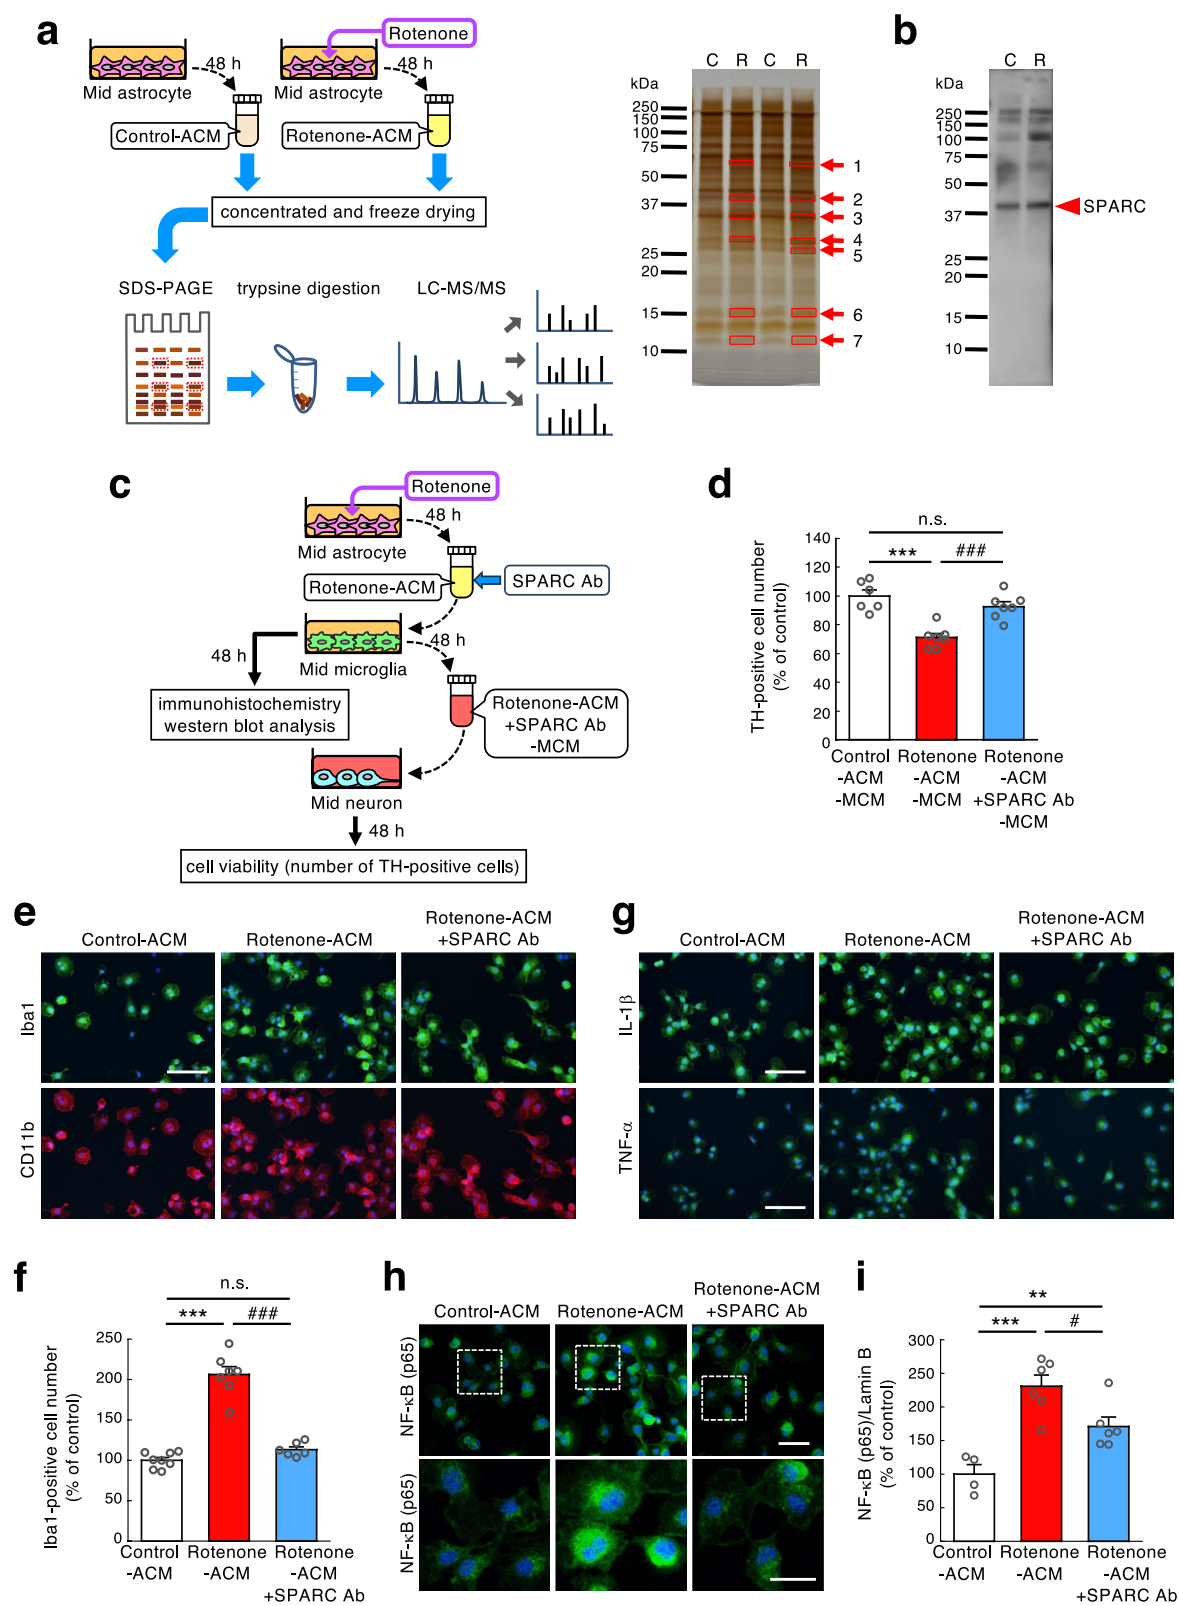 a
Rotenone
48 h
48 h
Mid astrocyte
Mid astrocyte
Control-ACM
Rotenone-ACM
concentrated and freeze drying
SDS-PAGE
trypsine digestion
LC-MS/MS
C R C R
kDa
250
150
100
75
50
37
25
20
15
10
1
2
3
4
5
6
7
b
C R
kDa
250
150
100
75
50
37
25
20
15
10
SPARC
c
Rotenone
48 h
Mid astrocyte
Rotenone-ACM
SPARC Ab
48 h
48 h
Mid microglia
immunohistochemistry
western blot analysis
Rotenone-ACM
+SPARC Ab
-MCM
Mid neuron
48 h
cell viability (number of TH-positive cells)
d
n.s.
*** ###
TH-positive cell number
(% of control)
140
120
100
80
60
40
20
0
Control
-ACM
-MCM
Rotenone
-ACM
-MCM
Rotenone
-ACM
+SPARC Ab
-MCM
e
Control-ACM
Rotenone-ACM
Rotenone-ACM
+SPARC Ab
Iba1
CD11b
g
Control-ACM
Rotenone-ACM
Rotenone-ACM
+SPARC Ab
IL-1β
TNF-α
f
n.s.
*** ###
Iba1-positive cell number
(% of control)
250
200
150
100
50
0
Control
-ACM
Rotenone
-ACM
Rotenone
-ACM
+SPARC Ab
h
Control-ACM
Rotenone-ACM
Rotenone-ACM
+SPARC Ab
NF-κB (p65)
NF-κB (p65)
i
**
*** #
NF-κB (p65)/Lamin B
(% of control)
300
250
200
150
100
50
0
Control
-ACM
Rotenone
-ACM
Rotenone
-ACM
+SPARC Ab